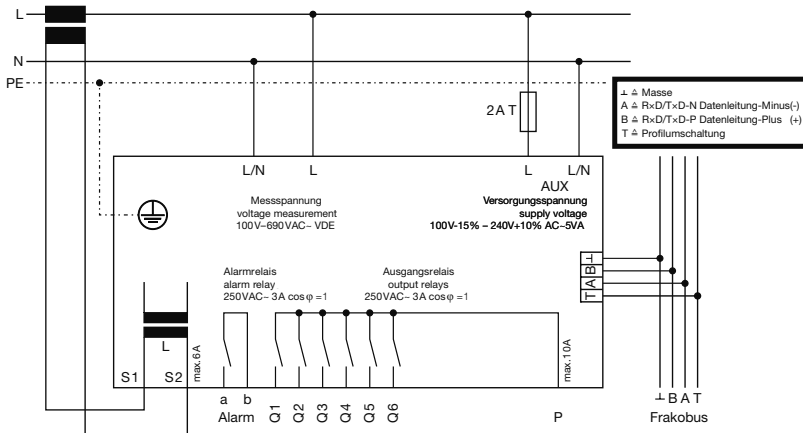 L
N
PE
2 A T
⊥ ≙ Masse
A ≙ R×D/T×D-N Datenleitung-Minus(-)
B ≙ R×D/T×D-P Datenleitung-Plus (+)
T ≙ Profilumschaltung
L/N
L
L
L/N
AUX
Messspannung
voltage measurement
100V–690VAC~ VDE
Versorgungsspannung
supply voltage
100V-15% – 240V+10% AC~5VA
⊥
B
A
T
Alarmrelais
alarm relay
250VAC~ 3A cos φ =1
Ausgangsrelais
output relays
250VAC~ 3A cos φ =1
L
S1
S2
max. 6A
max. 10A
a
b
Alarm
Q1
Q2
Q3
Q4
Q5
Q6
P
⊥ B A T
Frakobus